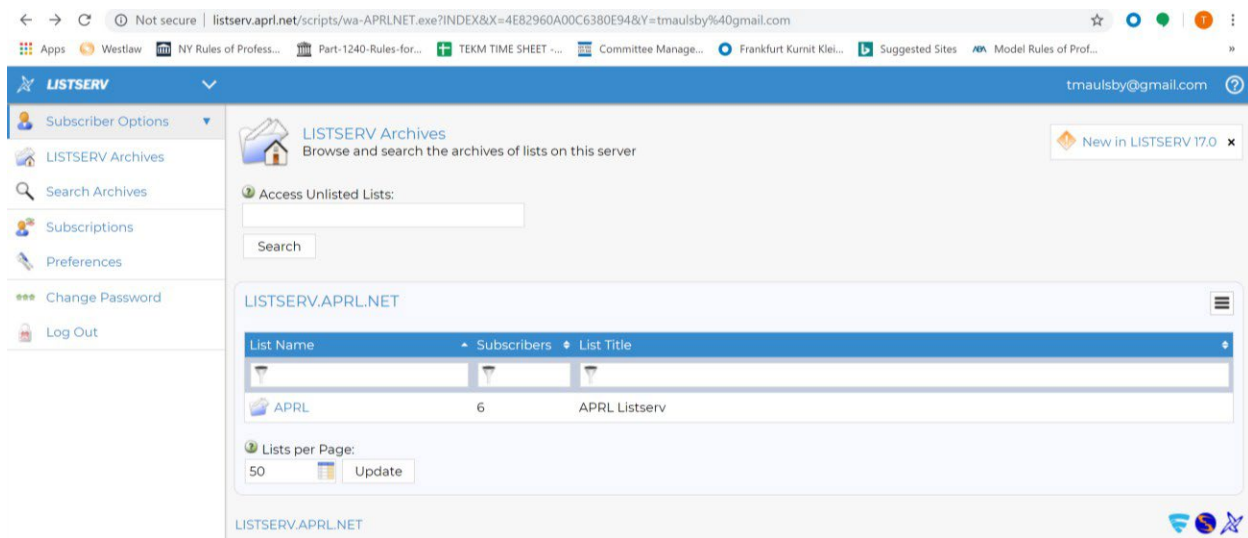 Not secure | listserv.aprl.net/scripts/wa-APRLNET.exe?INDEX&X=4E82960A00C6380E94&Y=tmaulsby%40gmail.com
T
Apps Westlaw NY Rules of Profess... Part-1240-Rules-for... TEKM TIME SHEET -... Committee Manage... Frankfurt Kurnit Klei... Suggested Sites Model Rules of Prof... »
LISTSERV tmaulsby@gmail.com ?
Subscriber Options
LISTSERV Archives
Search Archives
Subscriptions
Preferences
Change Password
Log Out
LISTSERV Archives
Browse and search the archives of lists on this server
New in LISTSERV 17.0 ×
Access Unlisted Lists:
Search
LISTSERV.APRL.NET
List Name Subscribers List Title
APRL 6 APRL Listserv
Lists per Page:
50 Update
LISTSERV.APRL.NET